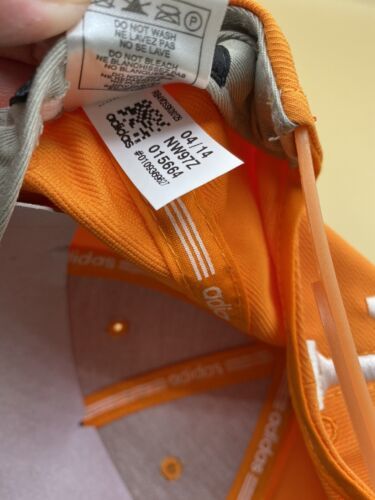 DO NOT WASH
NE LAVEZ PAS
NO SE LAVE
DO NOT BLEACH
adidas
04/14
NW97Z
015664
adidas
adidas
adidas